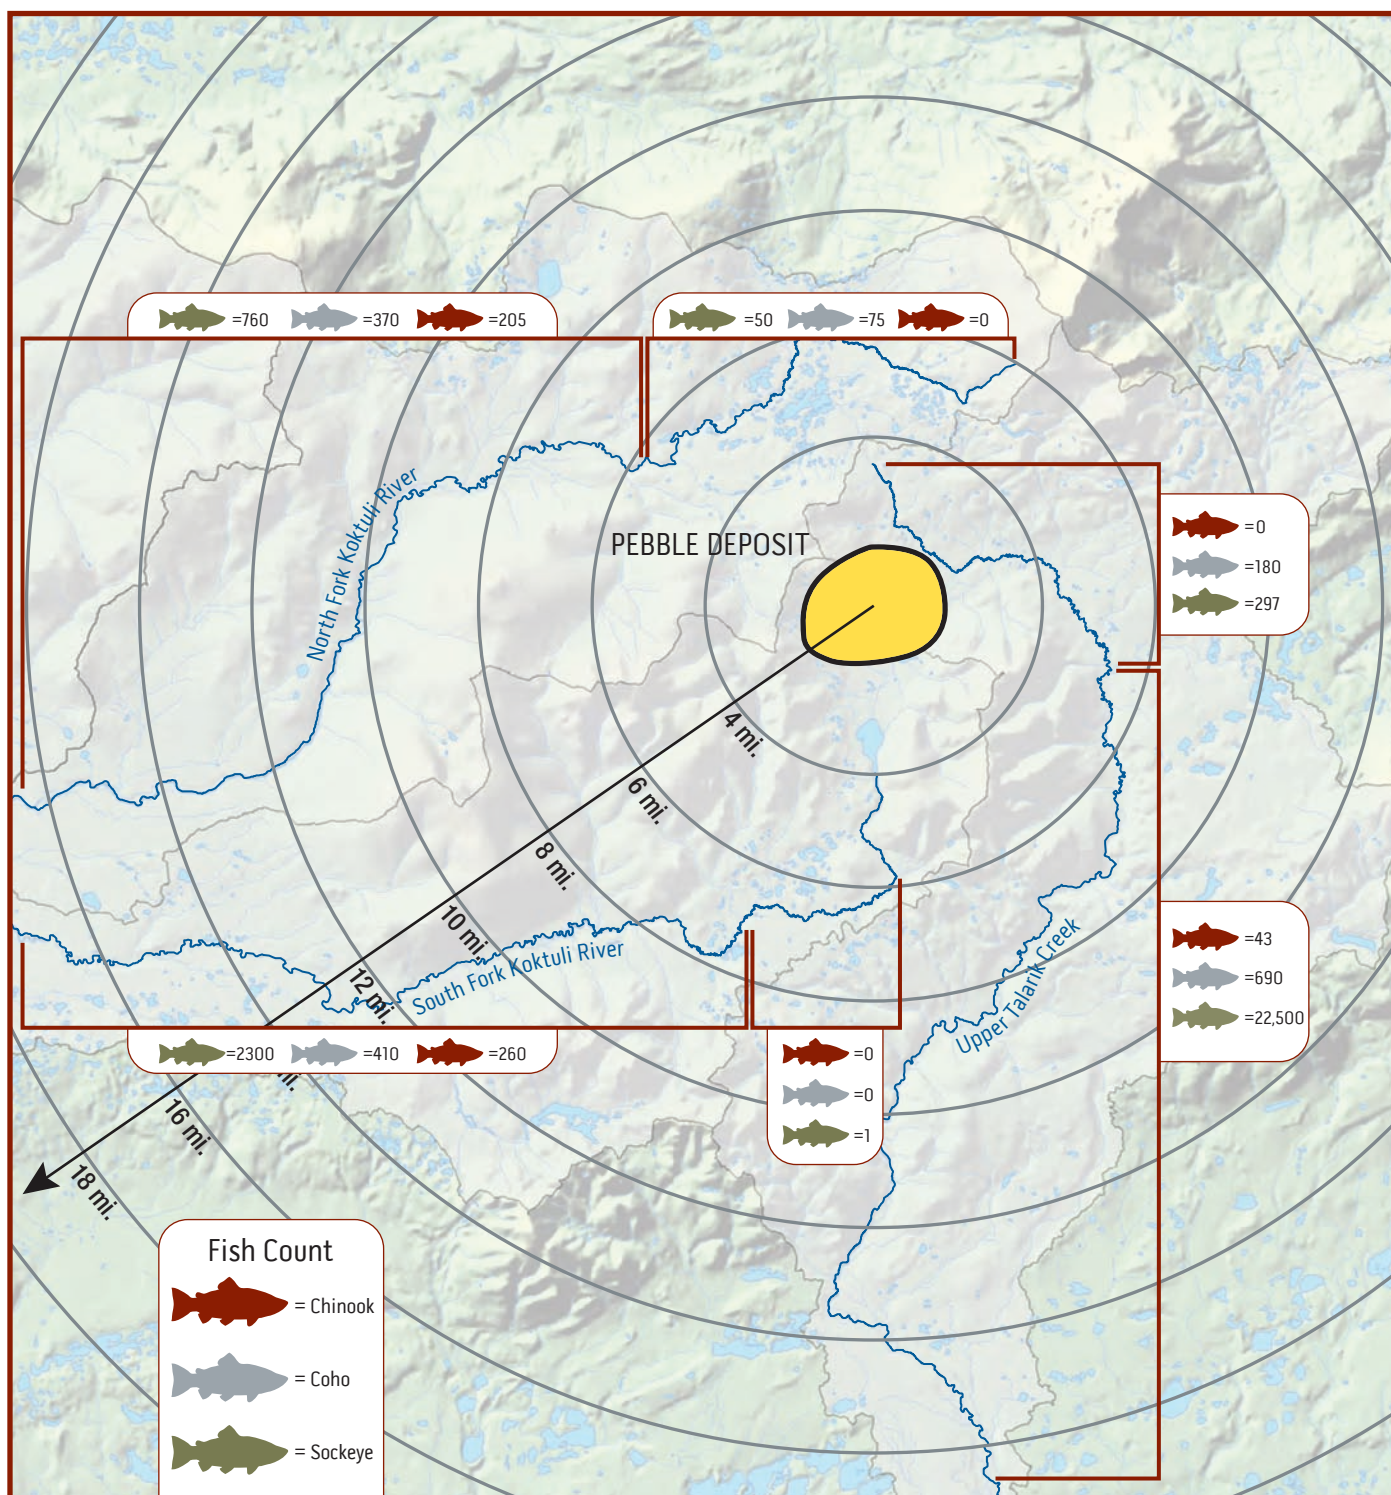 =760 =370 =205
=50 =75 =0
North Fork Koktuli River
PEBBLE DEPOSIT
=0
=180
=297
4 mi.
6 mi.
8 mi.
10 mi.
12 mi.
South Fork Koktuli River
Upper Talarik Creek
=43
=690
=22,500
=2300 =410 =260
mi.
=0
=0
=1
16 mi.
18 mi.
Fish Count
= Chinook
= Coho
= Sockeye